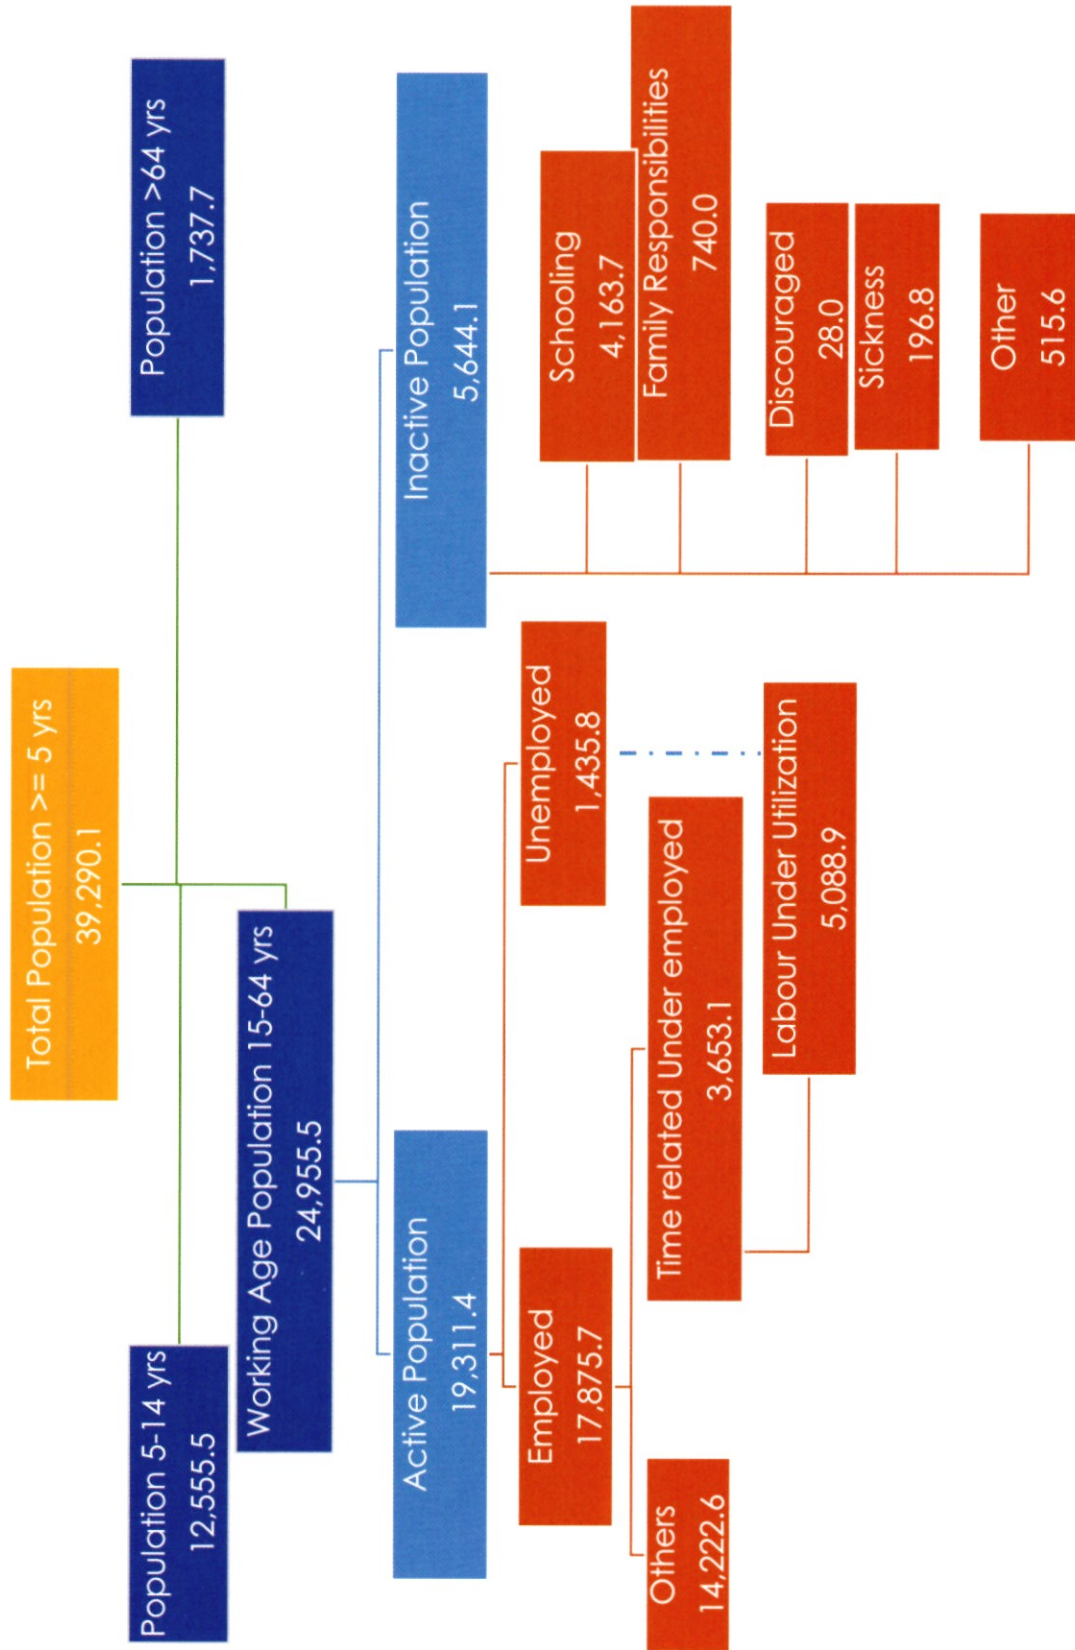 Total Population >= 5 yrs
39,290.1
Population 5-14 yrs
12,555.5
Population >64 yrs
1,737.7
Working Age Population 15-64 yrs
24,955.5
Active Population
19,311.4
Inactive Population
5,644.1
Employed
17,875.7
Unemployed
1,435.8
Schooling
4,163.7
Family Responsibilities
740.0
Others
14,222.6
Time related Under employed
3,653.1
Labour Under Utilization
5,088.9
Discouraged
28.0
Sickness
196.8
Other
515.6